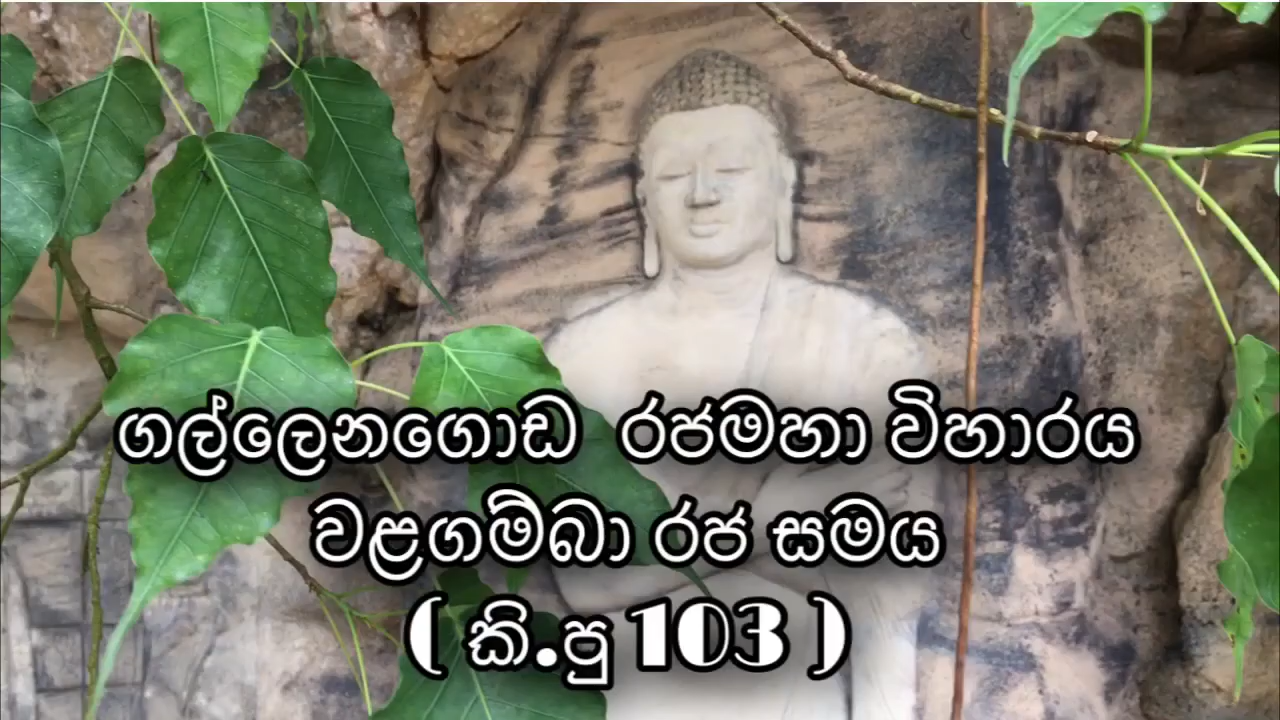 ගල්ලෙනගොඩ රජමහා විහාරය
වළගම්බා රජ සමය
( කි.පු 103 )